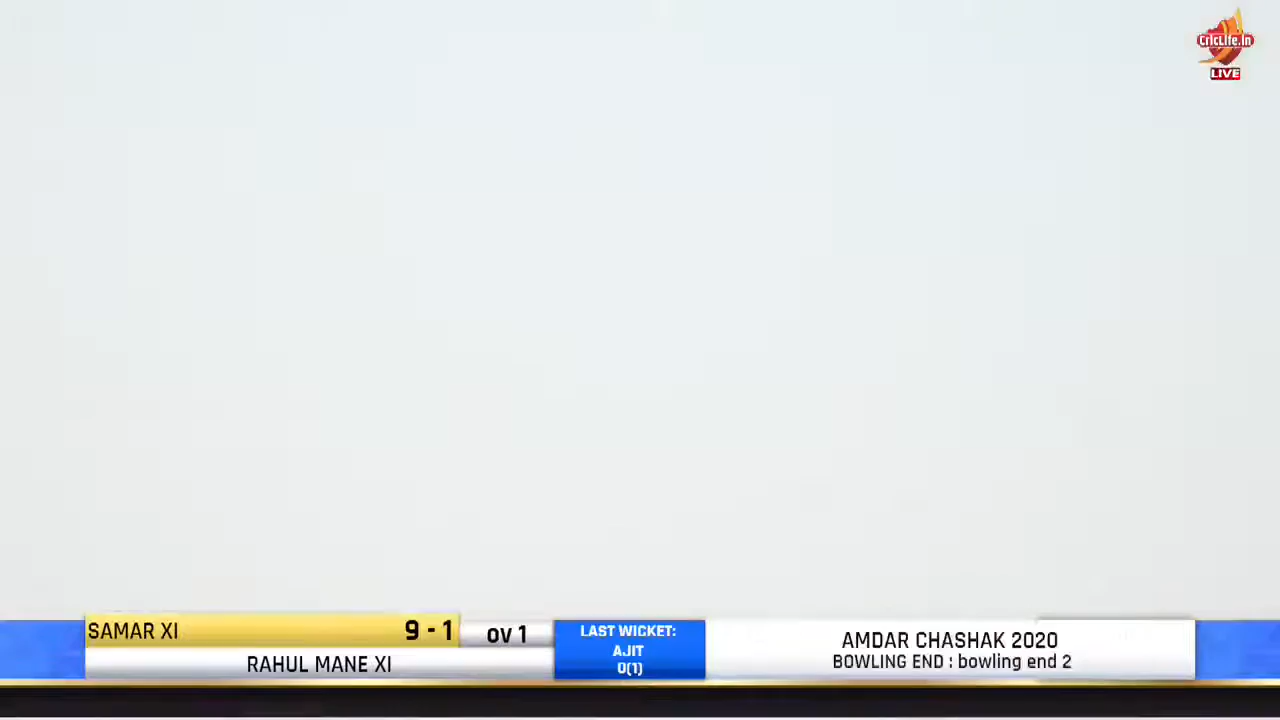 CricLife.in
LIVE
SAMAR XI 9 - 1
OV 1
RAHUL MANE XI
LAST WICKET:
AJIT
0(1)
AMDAR CHASHAK 2020
BOWLING END : bowling end 2